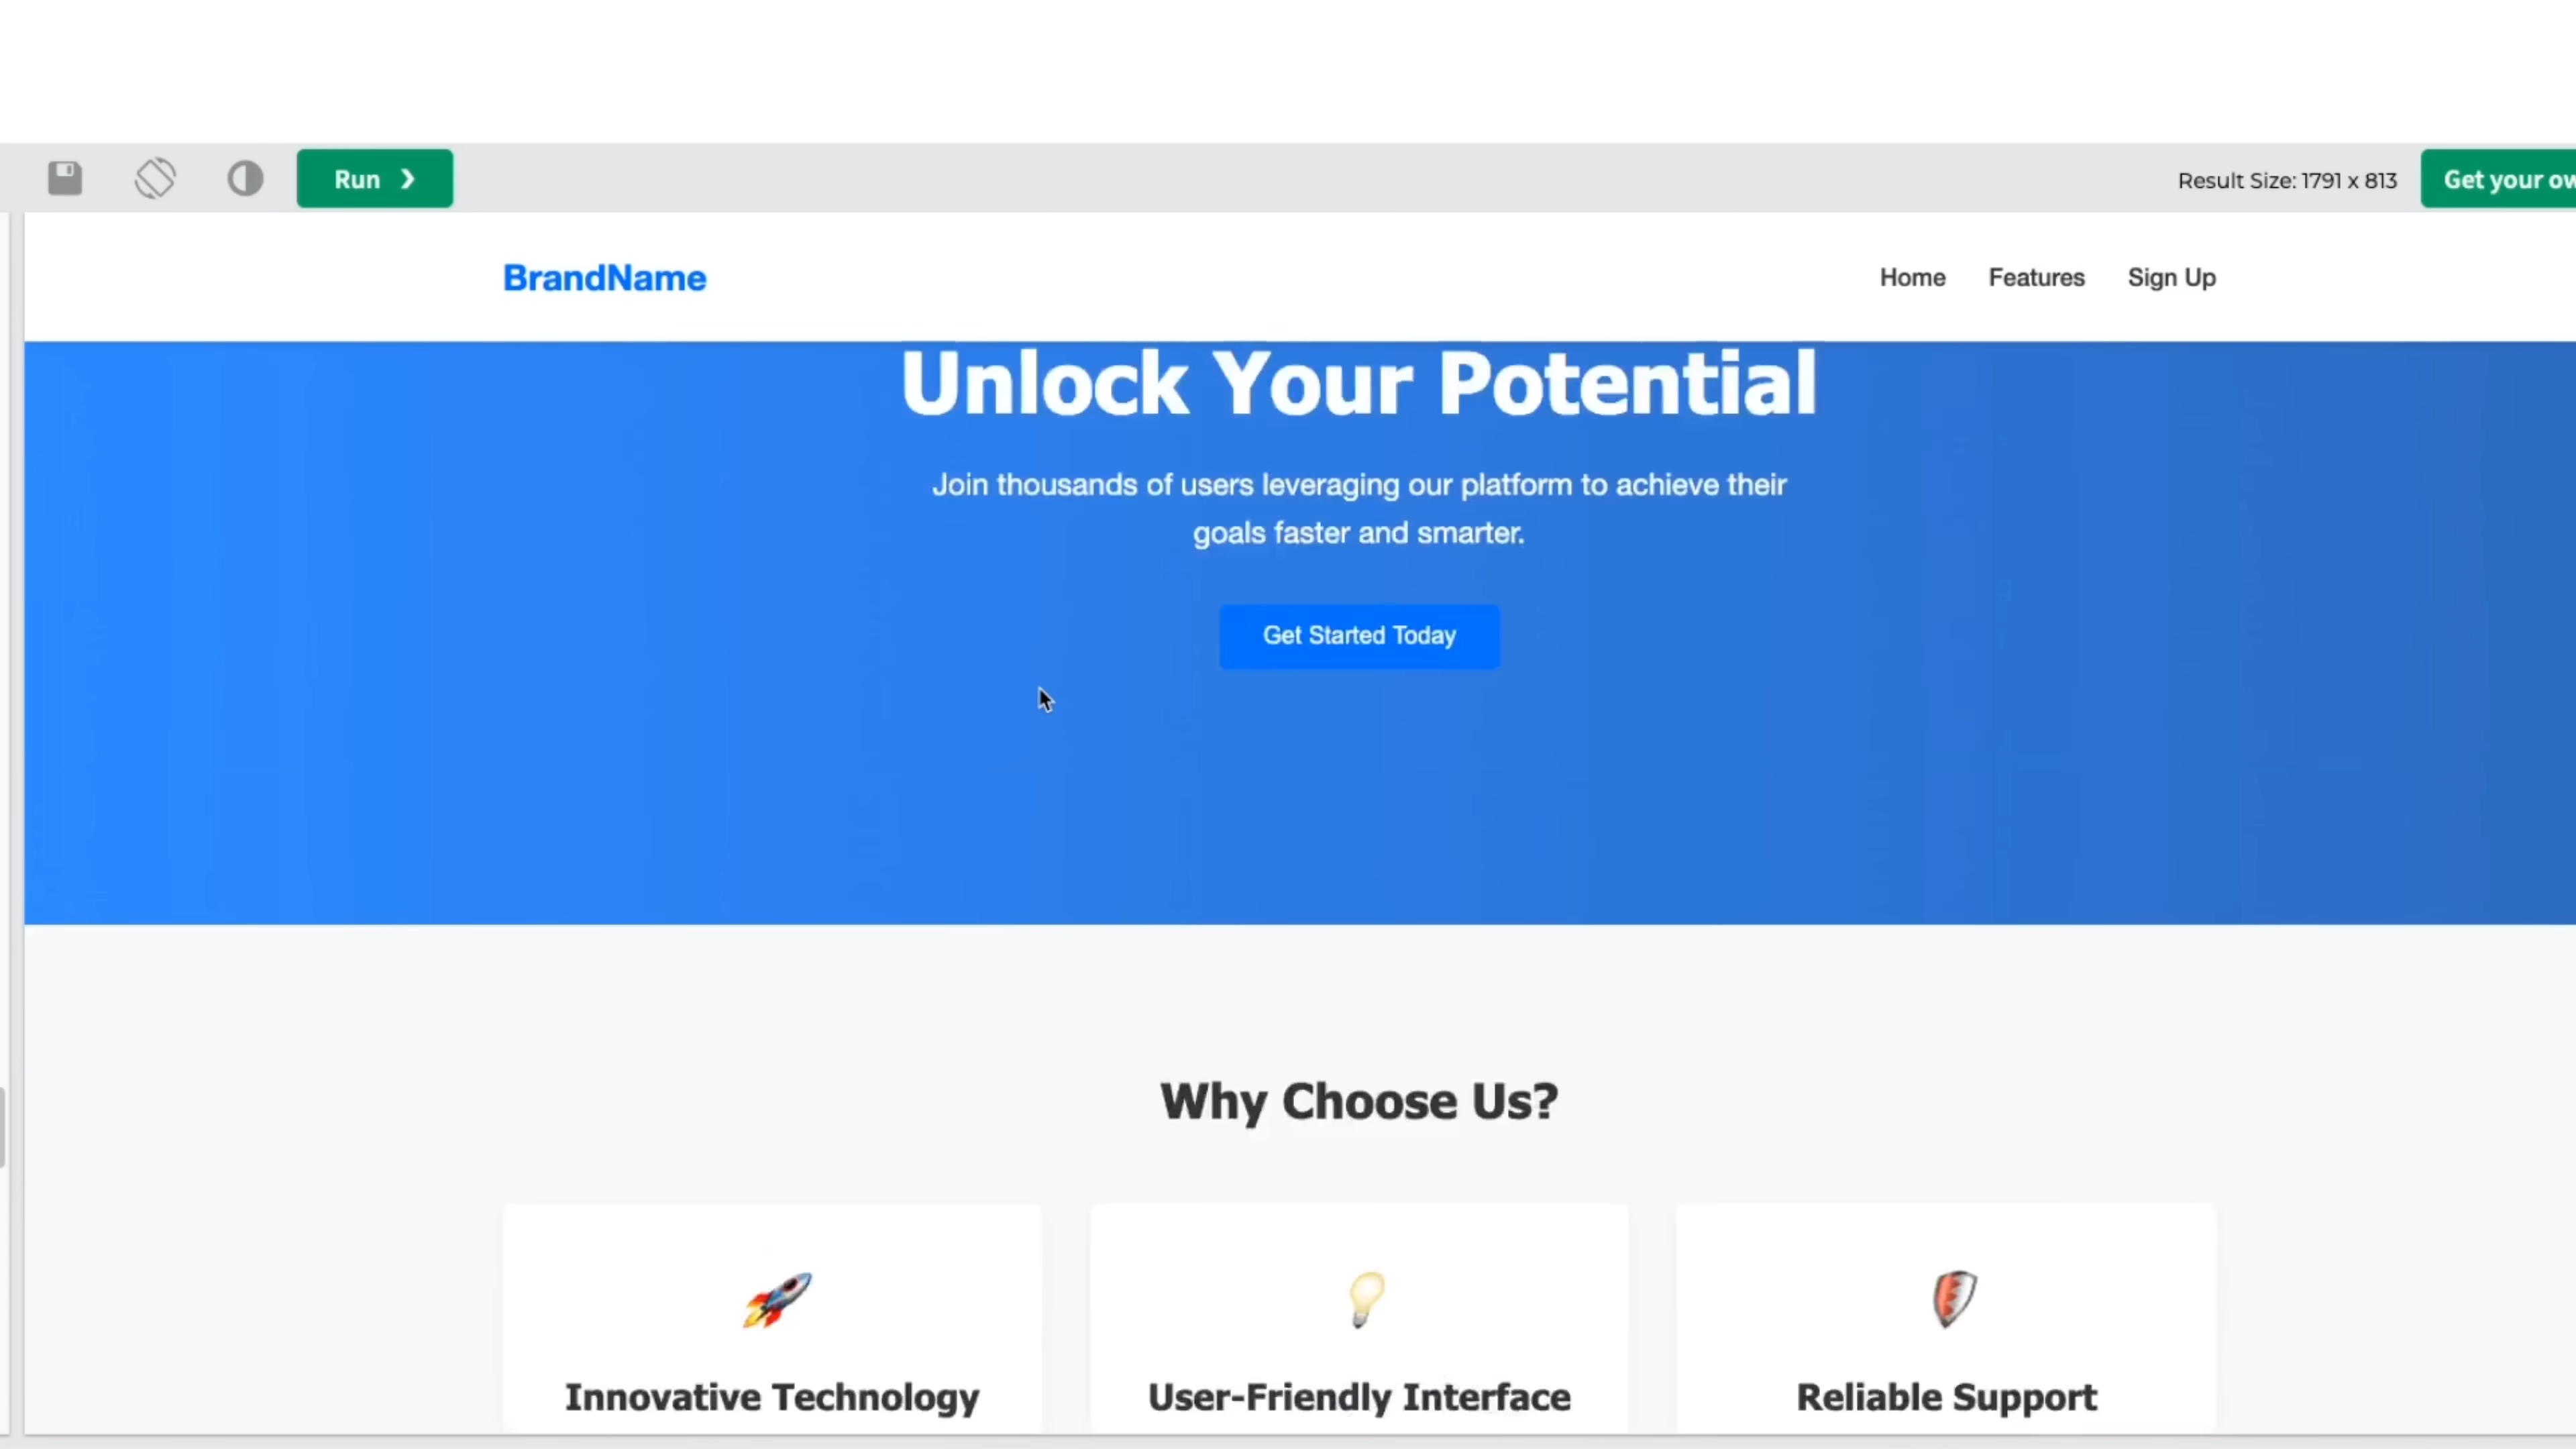 Run ❯
Result Size: 1791 x 813
Get your ow
BrandName
Home
Features
Sign Up
Unlock Your Potential
Join thousands of users leveraging our platform to achieve their
goals faster and smarter.
Get Started Today
Why Choose Us?
Innovative Technology
User-Friendly Interface
Reliable Support